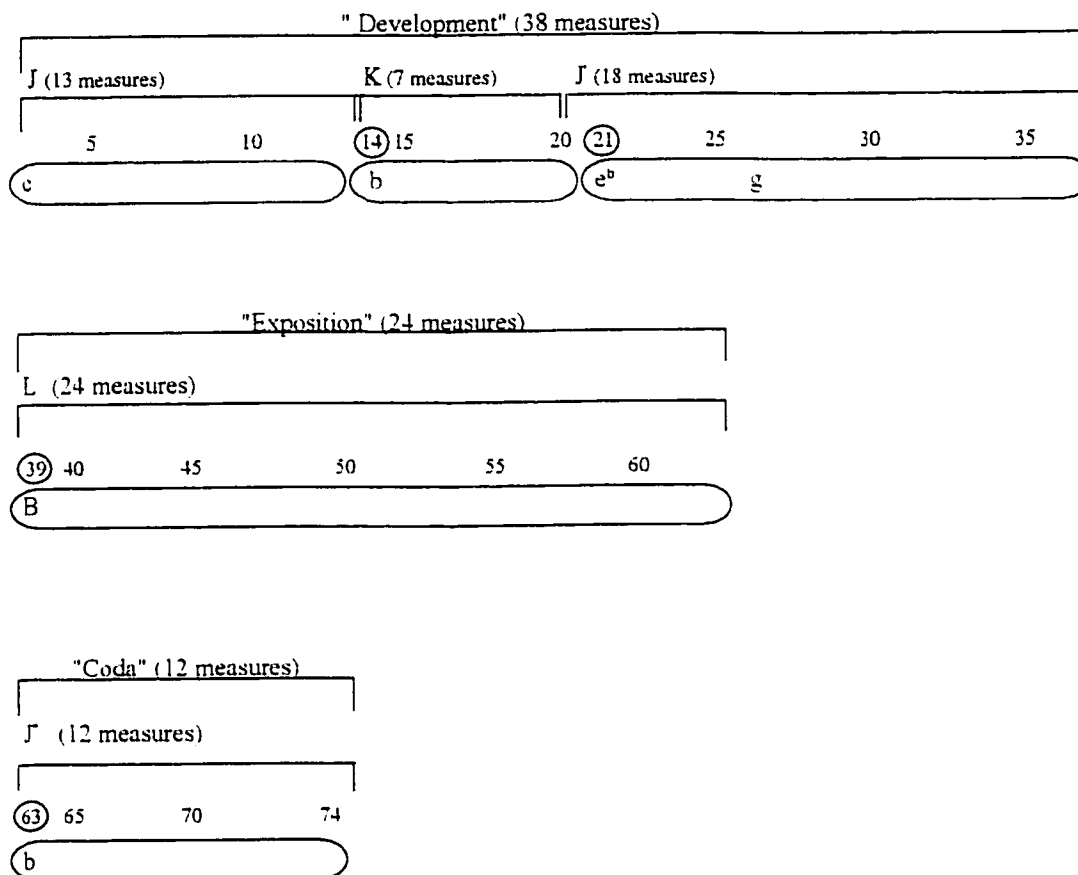 " Development" (38 measures)
J (13 measures) K (7 measures) J (18 measures)
5 10 14 15 20 21 25 30 35
c b e♭ g
"Exposition" (24 measures)
L (24 measures)
39 40 45 50 55 60
B
"Coda" (12 measures)
J (12 measures)
63 65 70 74
b